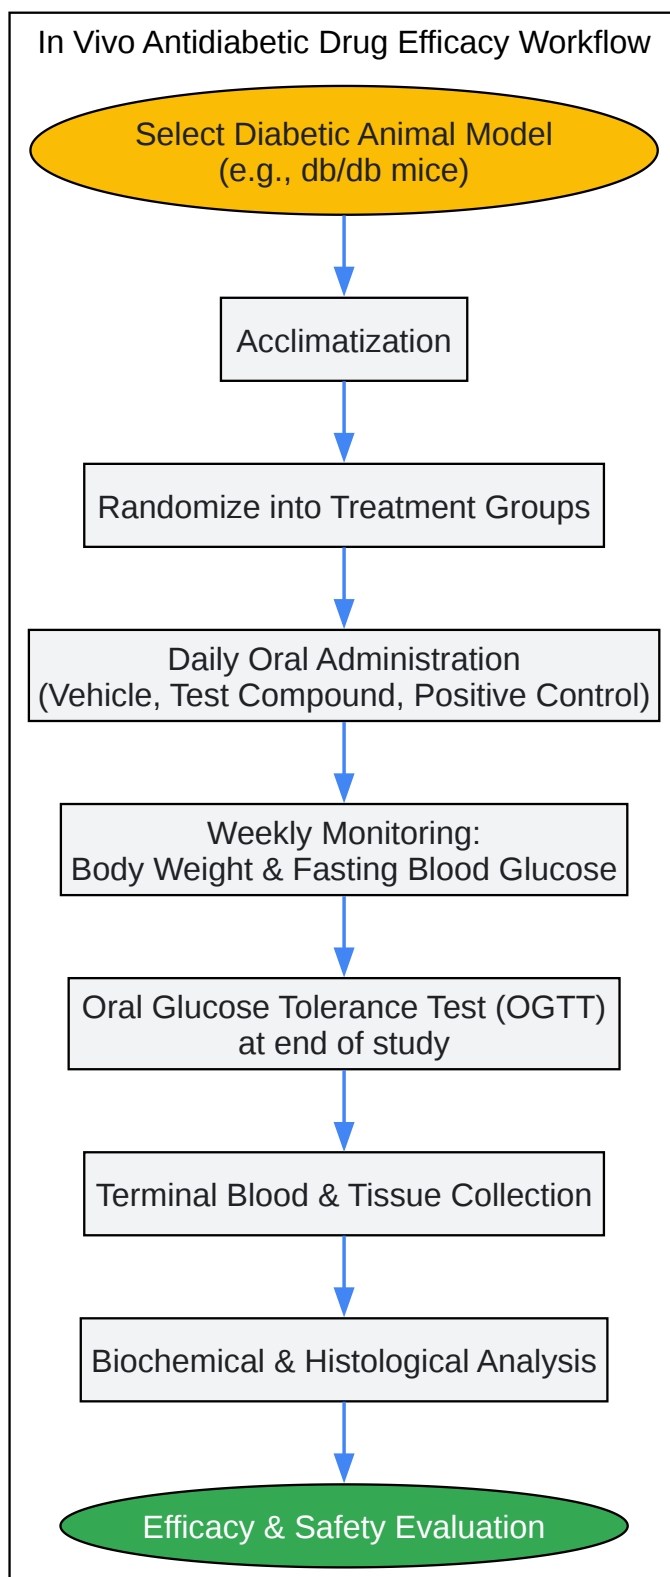 In Vivo Antidiabetic Drug Efficacy Workflow
Select Diabetic Animal Model
(e.g., db/db mice)
Acclimatization
Randomize into Treatment Groups
Daily Oral Administration
(Vehicle, Test Compound, Positive Control)
Weekly Monitoring:
Body Weight & Fasting Blood Glucose
Oral Glucose Tolerance Test (OGTT)
at end of study
Terminal Blood & Tissue Collection
Biochemical & Histological Analysis
Efficacy & Safety Evaluation